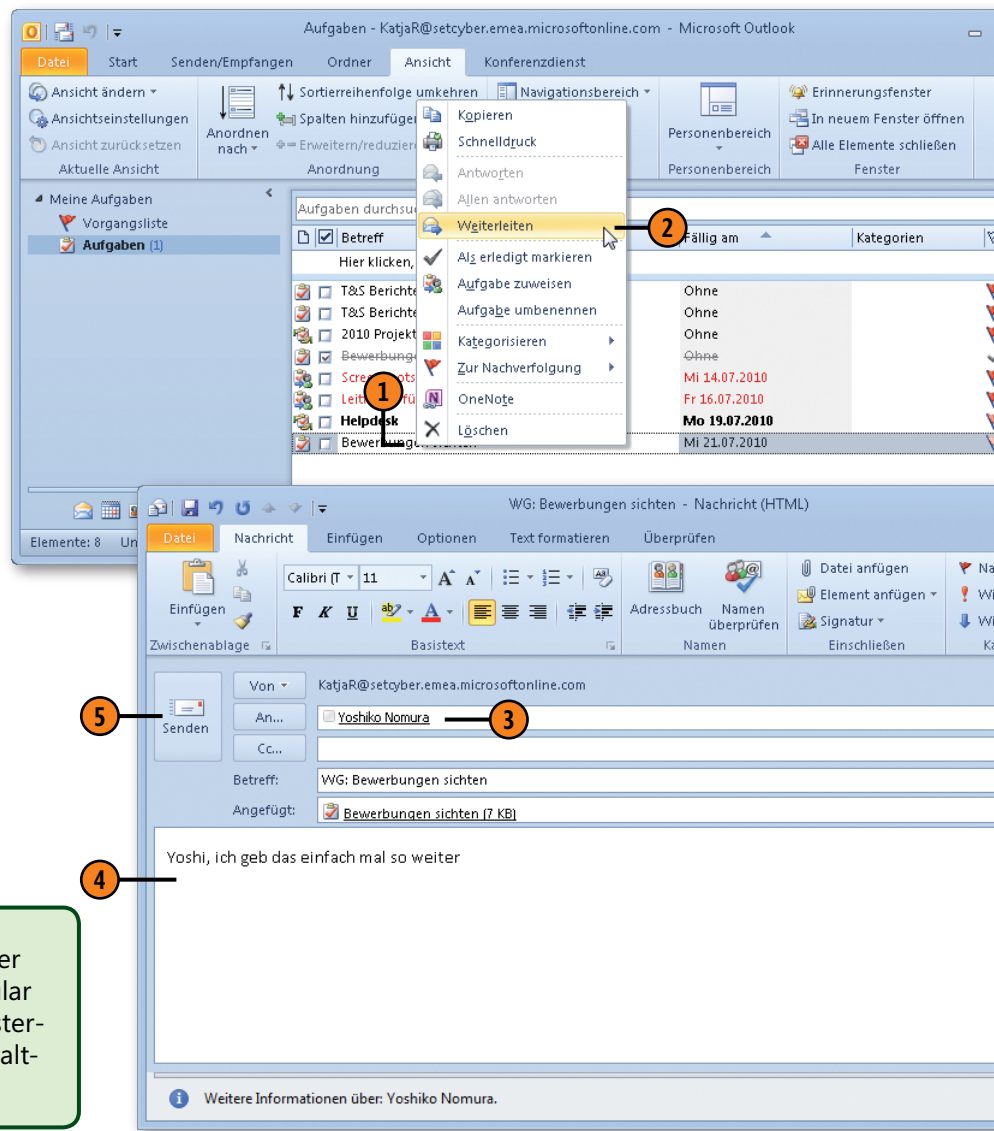 Aufgaben - KatjaR@setcyber.emea.microsoftonline.com - Microsoft Outlook
Datei Start Senden/Empfangen Ordner Ansicht Konferenzdienst
Ansicht ändern
Ansichtseinstellungen
Ansicht zurücksetzen
Aktuelle Ansicht
Anordnen
nach
Sortierreihenfolge umkehren
Spalten hinzufüge
Erweitern/reduzier
Anordnung
Navigationsbereich
Personenbereich
Personenbereich
Erinnerungsfenster
In neuem Fenster öffnen
Alle Elemente schließen
Fenster
Kopieren
Schnelldruck
Antworten
Allen antworten
Weiterleiten
2
Als erledigt markieren
Aufgabe zuweisen
Aufgabe umbenennen
Kategorisieren
Zur Nachverfolgung
OneNote
Löschen
Meine Aufgaben
Vorgangsliste
Aufgaben (1)
Aufgaben durchsu
Betreff Fällig am Kategorien
Hier klicken,
T&S Berichte Ohne
T&S Berichte Ohne
2010 Projekt Ohne
Bewerbunge Ohne
Mi 14.07.2010
1
Fr 16.07.2010
Helpdesk Mo 19.07.2010
Mi 21.07.2010
Elemente: 8 Un
WG: Bewerbungen sichten - Nachricht (HTML)
Datei Nachricht Einfügen Optionen Text formatieren Überprüfen
Einfügen
Zwischenablage
Calibri (T 11 A A
F K U A
Basistext
Adressbuch Namen
überprüfen
Namen
Datei anfügen
Element anfügen
Signatur
Einschließen
Na
Wi
Wi
Ka
5
Senden
Von KatjaR@setcyber.emea.microsoftonline.com
An... Yoshiko Nomura 3
Cc...
Betreff: WG: Bewerbungen sichten
Angefügt: Bewerbungen sichten (7 KB)
Yoshi, ich geb das einfach mal so weiter
4
er
lar
ster-
alt-
Weitere Informationen über: Yoshiko Nomura.